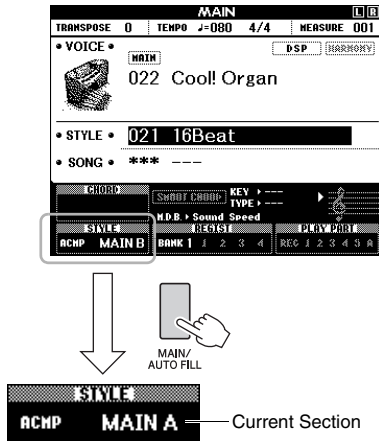 MAIN L R
TRANSPOSE 0 TEMPO ♩=080 4/4 MEASURE 001
• VOICE • DSP HARMONY
MAIN
022 Cool! Organ
• STYLE • 021 16Beat
• SONG • *** ---
CHORD SMART CHORD KEY ▸ ---
TYPE ▸ ---
M.D.B. ▸ Sound Speed
STYLE REGIST PLAY PART
ACMP MAIN B BANK 1 1 2 3 4 REC 1 2 3 4 5 A
MAIN/
AUTO FILL
STYLE
ACMP MAIN A Current Section